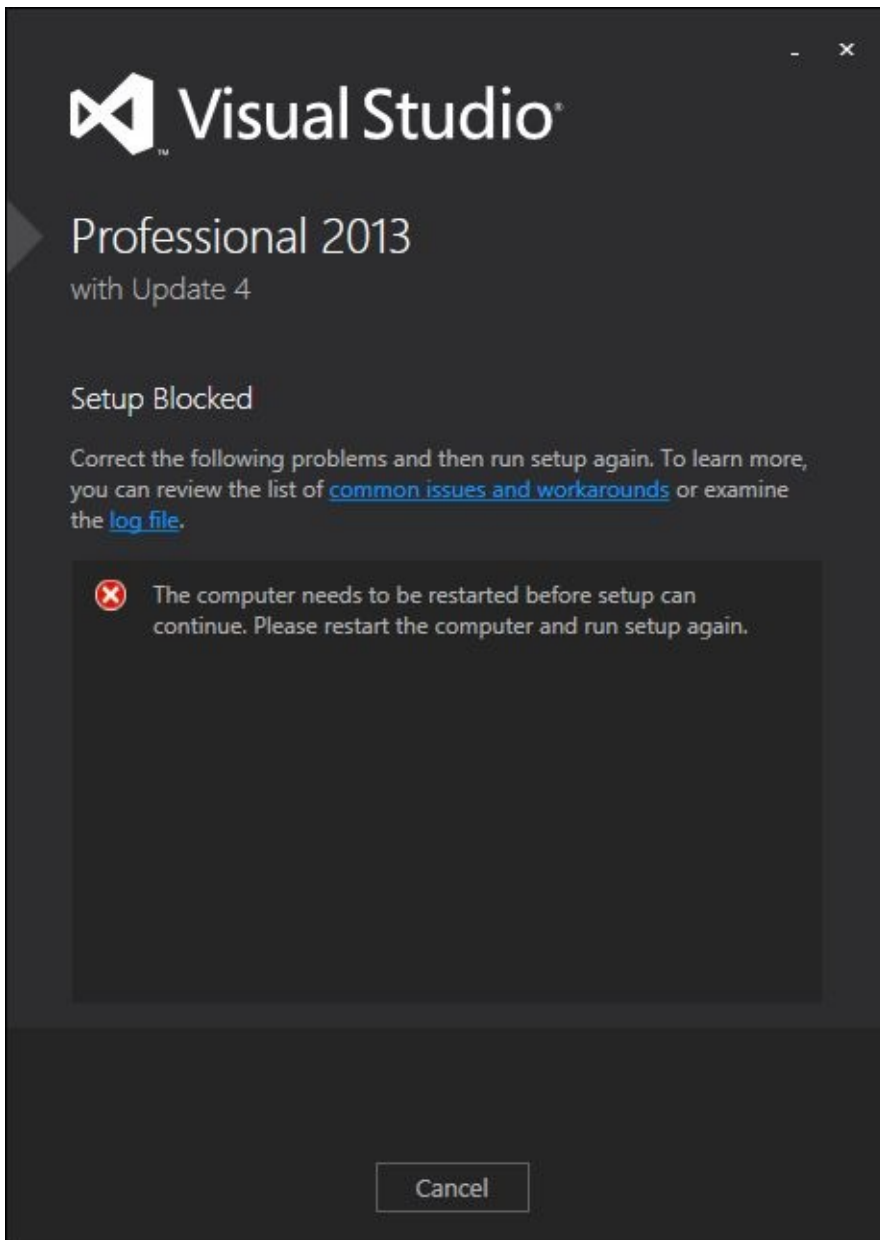 Visual Studio®
™
Professional 2013
with Update 4
Setup Blocked
Correct the following problems and then run setup again. To learn more,
you can review the list of common issues and workarounds or examine
the log file.
The computer needs to be restarted before setup can
continue. Please restart the computer and run setup again.
Cancel